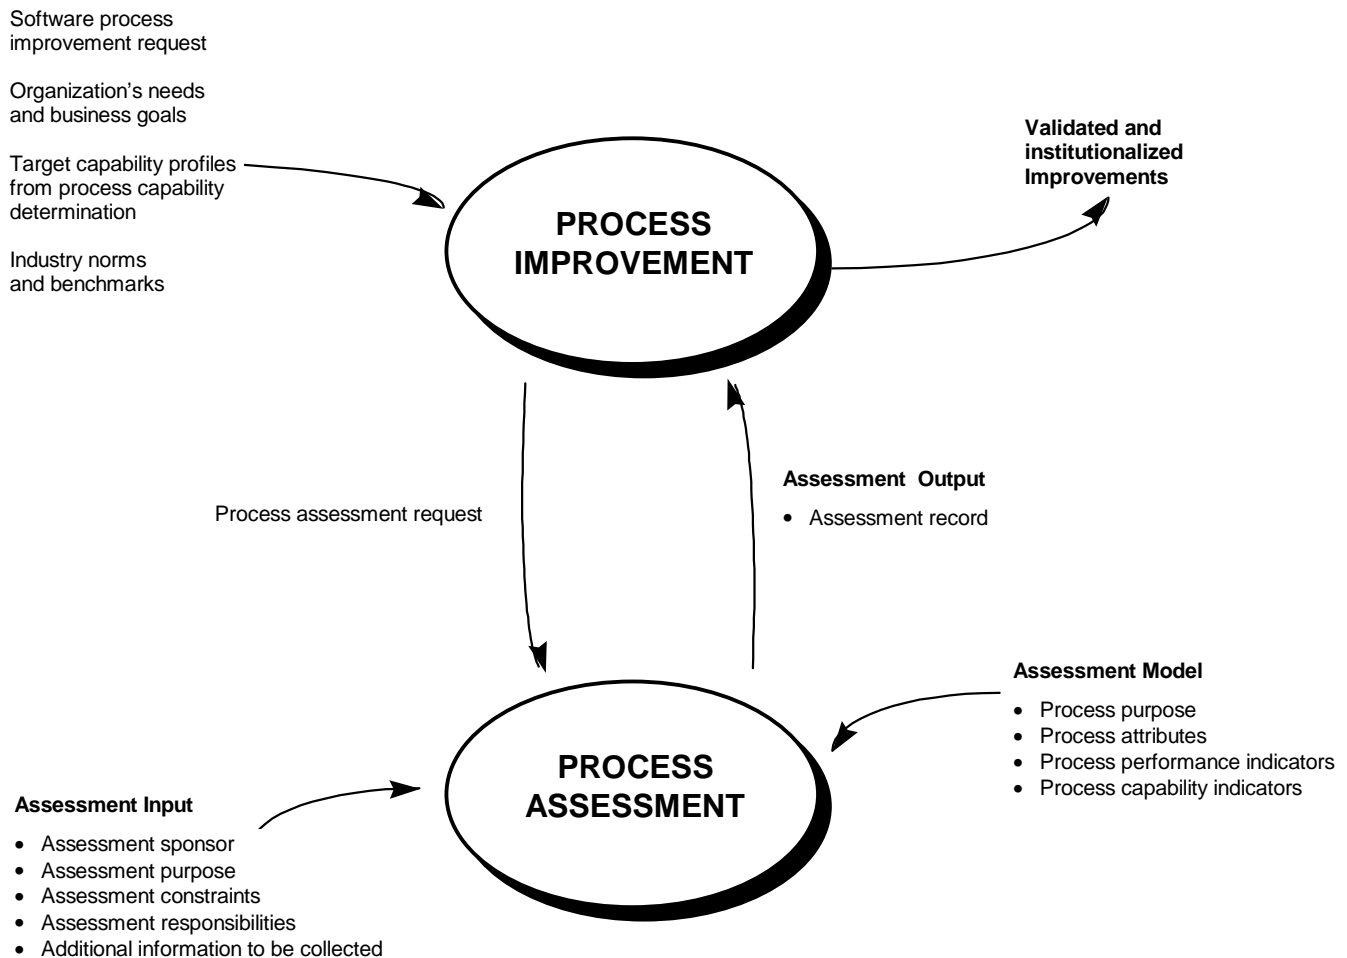 Software process
improvement request
Organization’s needs
and business goals
Target capability profiles
from process capability
determination
Industry norms
and benchmarks
Validated and
institutionalized
Improvements
PROCESS
IMPROVEMENT
Process assessment request
Assessment Output
• Assessment record
PROCESS
ASSESSMENT
Assessment Model
• Process purpose
• Process attributes
• Process performance indicators
• Process capability indicators
Assessment Input
• Assessment sponsor
• Assessment purpose
• Assessment constraints
• Assessment responsibilities
• Additional information to be collected